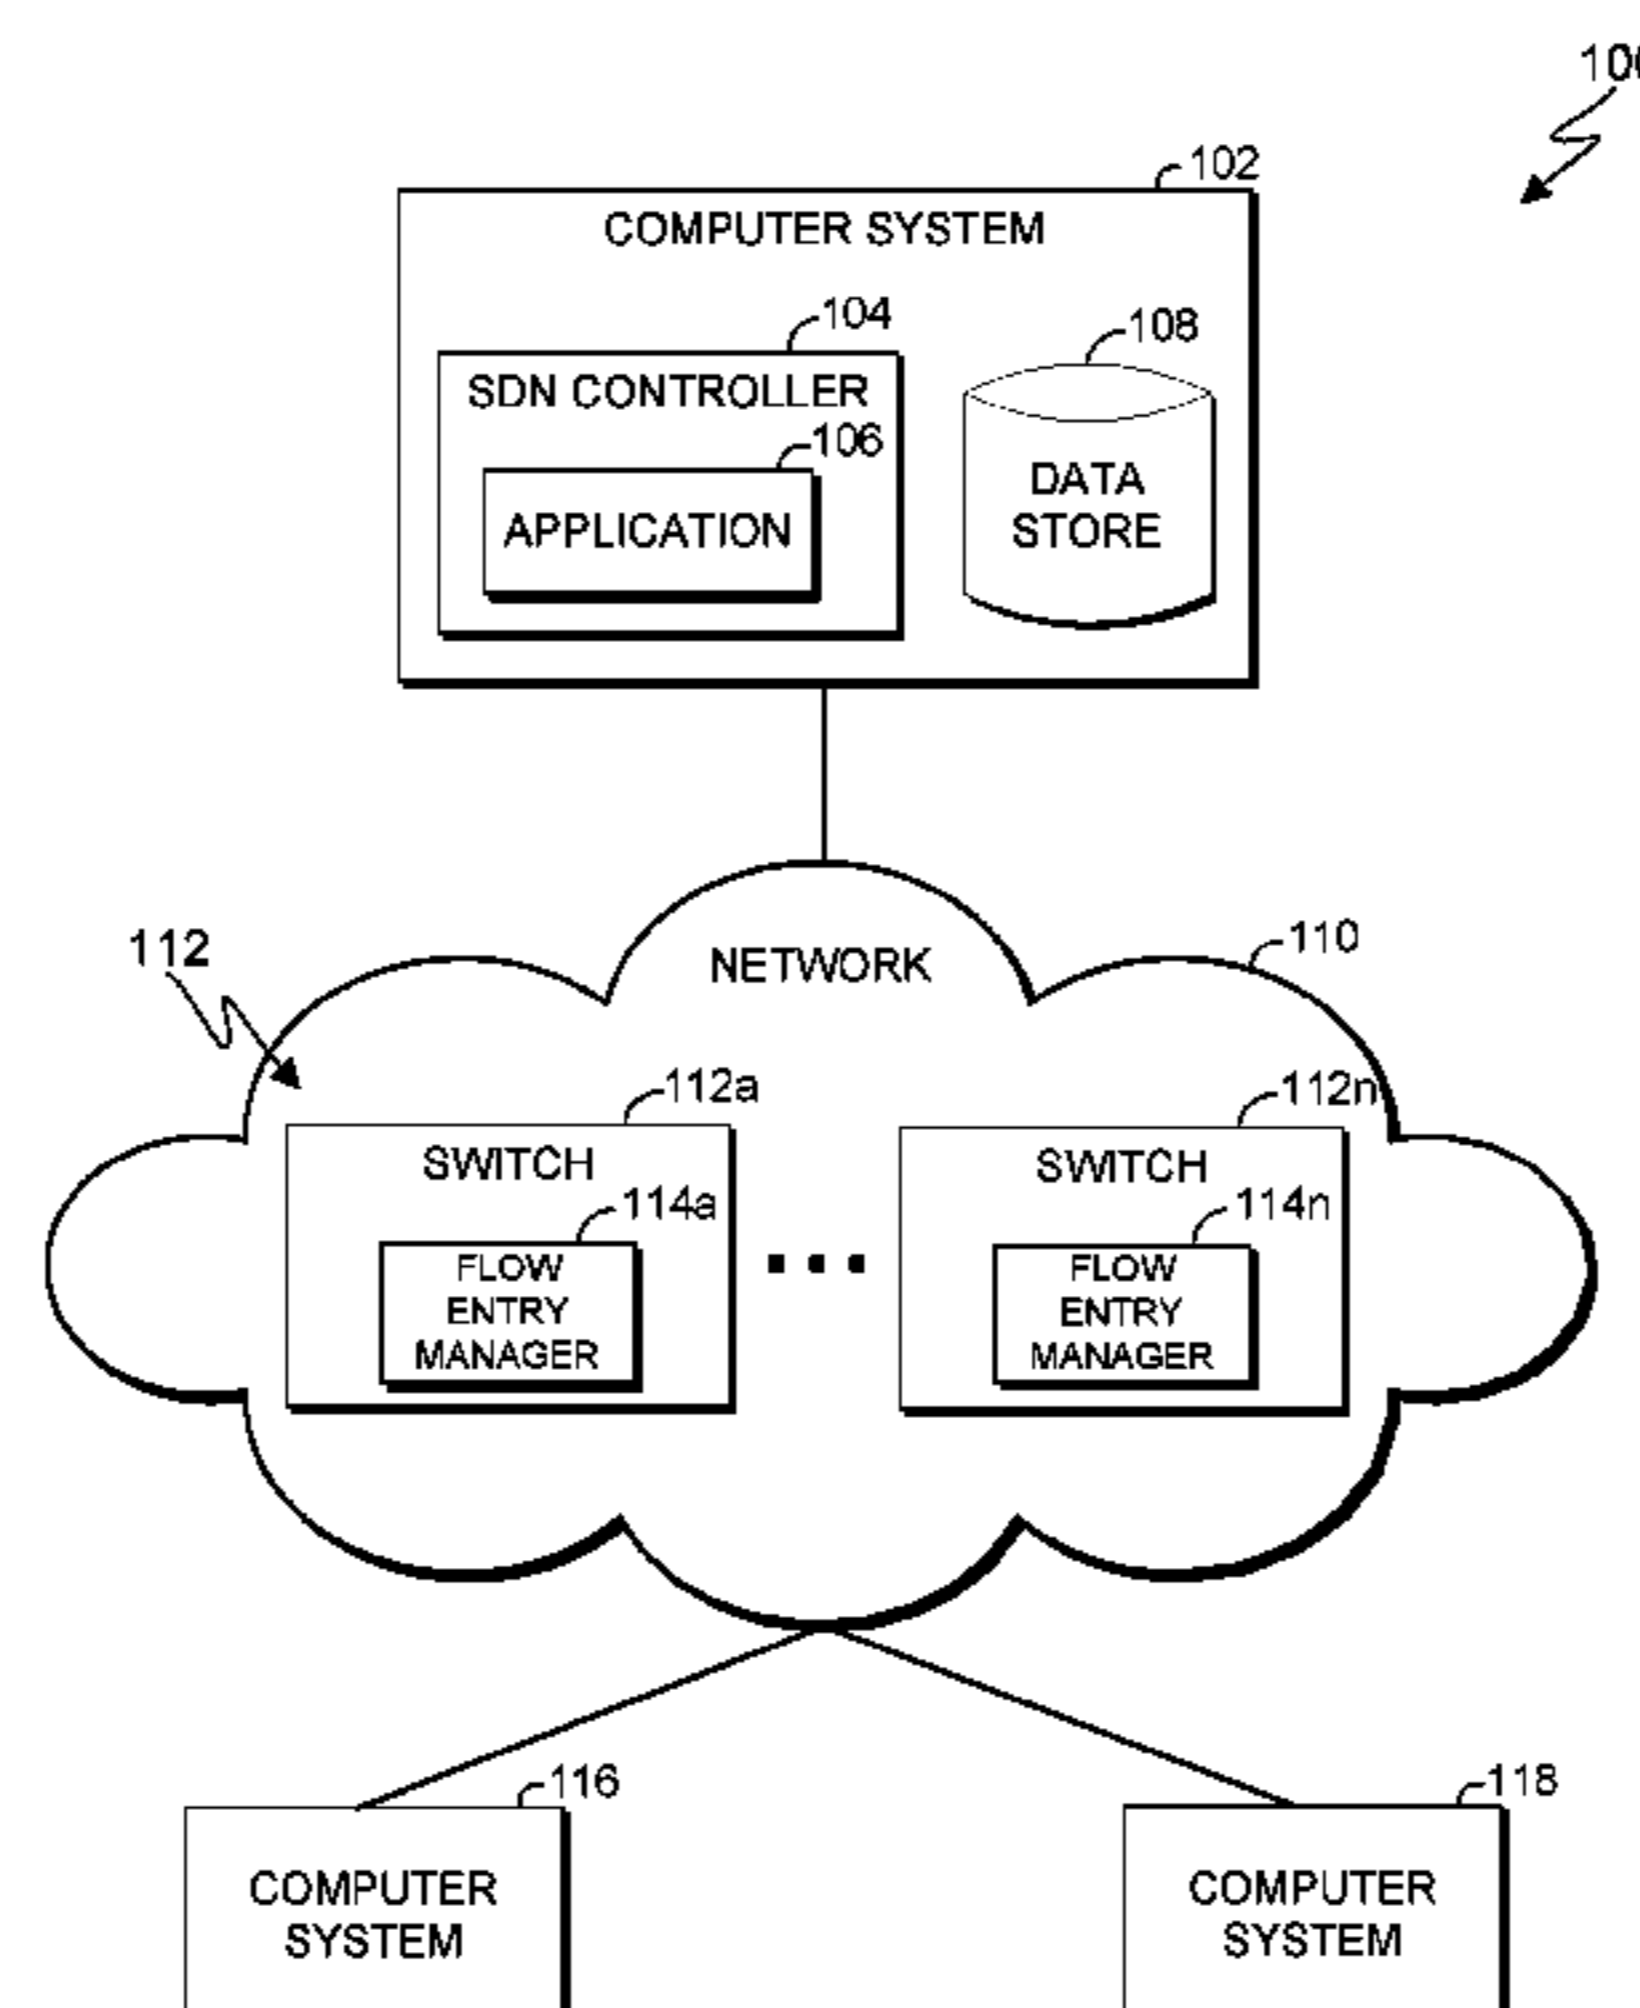 102
COMPUTER SYSTEM
104
108
SDN CONTROLLER
106
DATA
STORE
APPLICATION
112
NETWORK
110
112a
112n
SWITCH
SWITCH
114a
114n
FLOW
ENTRY
MANAGER
FLOW
ENTRY
MANAGER
116
118
COMPUTER
SYSTEM
COMPUTER
SYSTEM